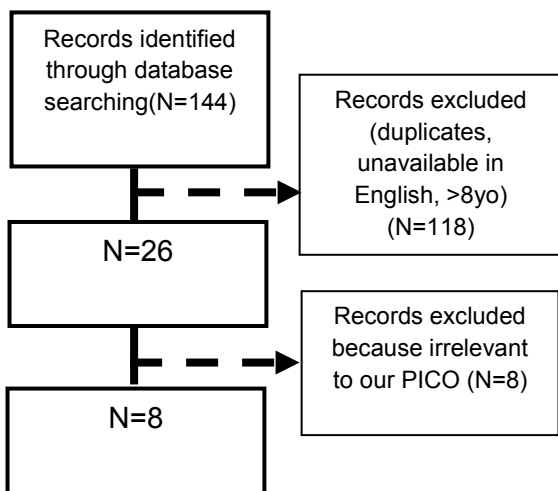 Records identified
through database
searching(N=144)
Records excluded
(duplicates,
unavailable in
English, >8yo)
(N=118)
N=26
Records excluded
because irrelevant
to our PICO (N=8)
N=8